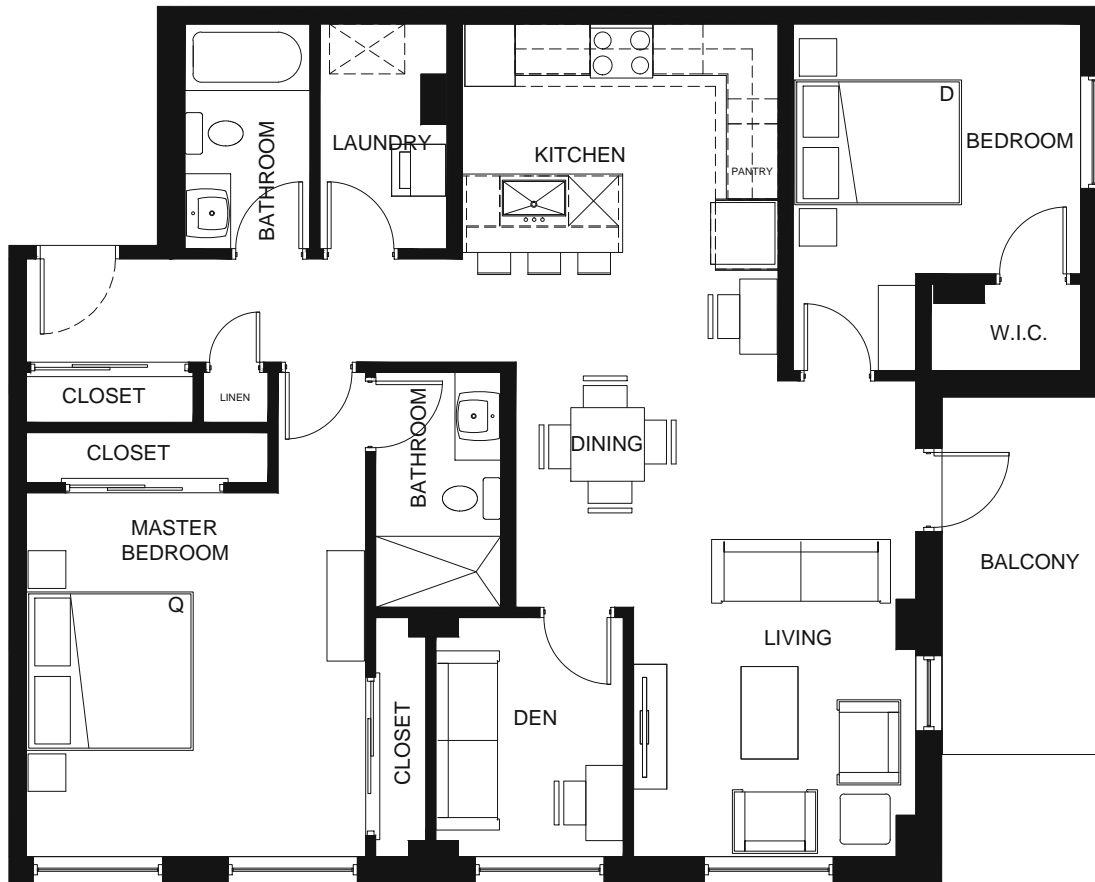 D
BEDROOM
BATHROOM
LAUNDRY
KITCHEN
PANTRY
W.I.C.
CLOSET
LINEN
CLOSET
BATHROOM
DINING
MASTER
BEDROOM
BALCONY
Q
LIVING
DEN
CLOSET